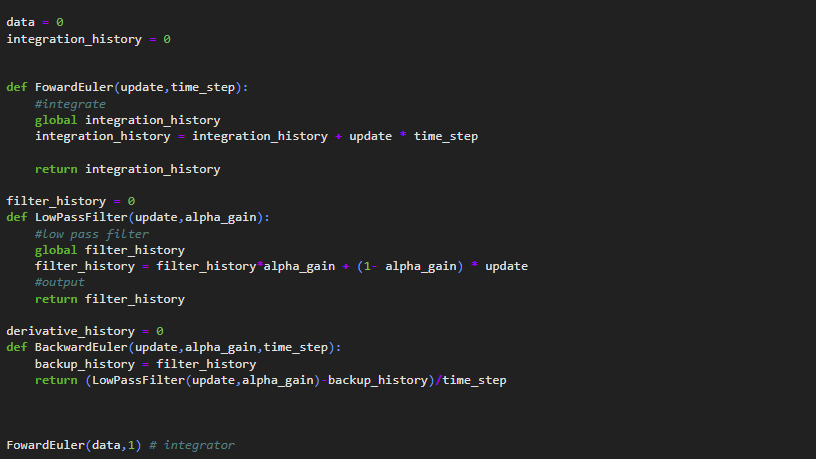 data = 0
integration_history = 0
def FowardEuler(update,time_step):
#integrate
global integration_history
integration_history = integration_history + update * time_step
return integration_history
filter_history = 0
def LowPassFilter(update,alpha_gain):
#low pass filter
global filter_history
filter_history = filter_history*alpha_gain + (1- alpha_gain) * update
#output
return filter_history
derivative_history = 0
def BackwardEuler(update,alpha_gain,time_step):
backup_history = filter_history
return (LowPassFilter(update,alpha_gain)-backup_history)/time_step
FowardEuler(data,1) # integrator